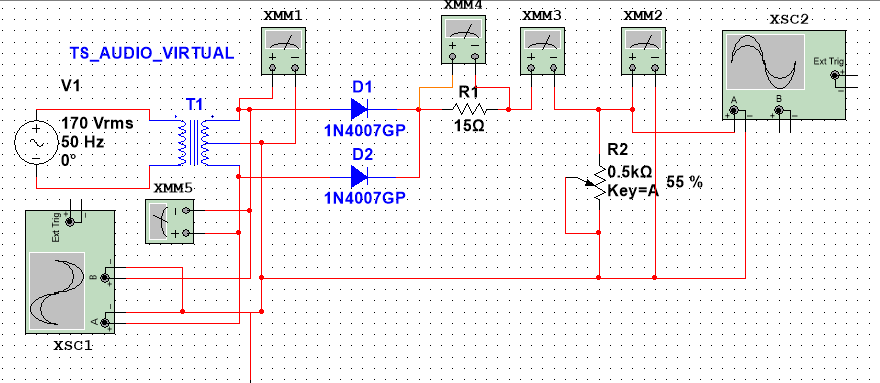 XMM4
XMM1
XMM3
XMM2
XSC2
TS_AUDIO_VIRTUAL
Ext Trig
V1
D1
R1
A
B
T1
170 Vrms
50 Hz
0°
1N4007GP
15Ω
D2
R2
0.5kΩ
Key=A
55 %
XMM5
1N4007GP
Ext Trig
B
A
XSC1